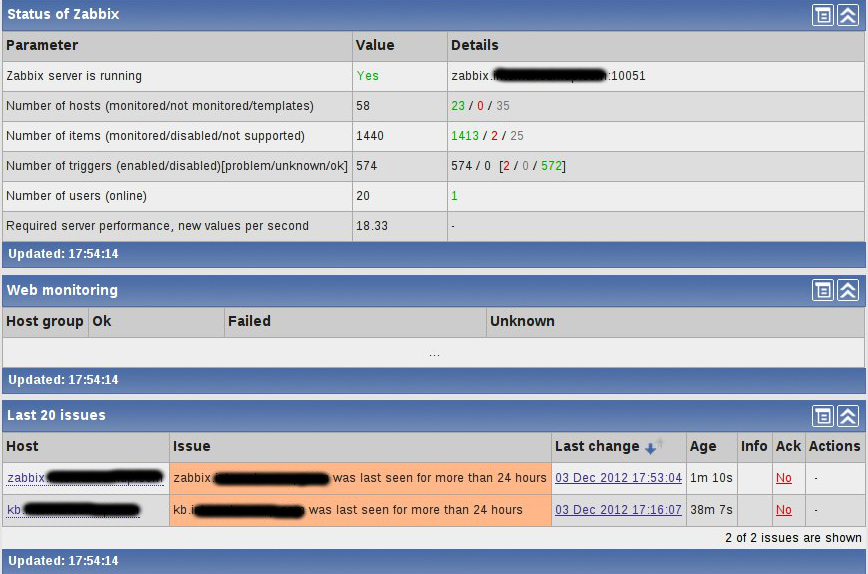 Status of Zabbix
Parameter Value Details
Zabbix server is running Yes zabbix. :10051
Number of hosts (monitored/not monitored/templates) 58 23 / 0 / 35
Number of items (monitored/disabled/not supported) 1440 1413 / 2 / 25
Number of triggers (enabled/disabled)[problem/unknown/ok] 574 574 / 0 [2 / 0 / 572]
Number of users (online) 20 1
Required server performance, new values per second 18.33 -
Updated: 17:54:14
Web monitoring
Host group Ok Failed Unknown
...
Updated: 17:54:14
Last 20 issues
Host Issue Last change Age Info Ack Actions
zabbix zabbix. was last seen for more than 24 hours 03 Dec 2012 17:53:04 1m 10s No -
kb kb. was last seen for more than 24 hours 03 Dec 2012 17:16:07 38m 7s No -
2 of 2 issues are shown
Updated: 17:54:14